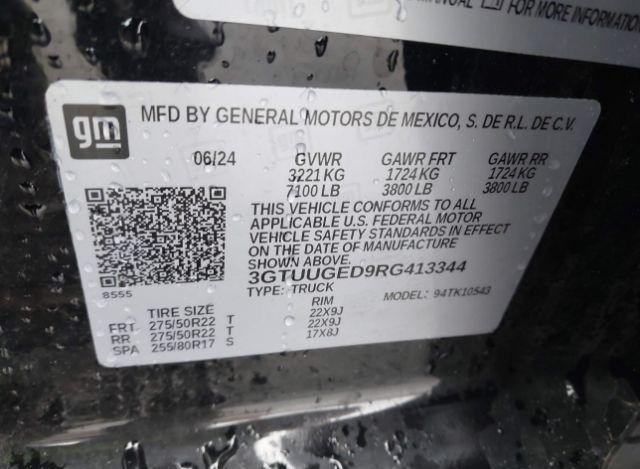 MANUAL FOR MORE INFORMATION
gm
MFD BY GENERAL MOTORS DE MEXICO, S. DE R.L. DE C.V.
06/24 GVWR GAWR FRT GAWR RR
3221 KG 1724 KG 1724 KG
7100 LB 3800 LB 3800 LB
THIS VEHICLE CONFORMS TO ALL
APPLICABLE U.S. FEDERAL MOTOR
VEHICLE SAFETY STANDARDS IN EFFECT
ON THE DATE OF MANUFACTURE
SHOWN ABOVE.
3GTUUGED9RG413344
8555
TYPE: TRUCK MODEL: 94TK10543
TIRE SIZE RIM
FRT 275/50R22 T 22X9J
RR 275/50R22 T 22X9J
SPA 255/80R17 S 17X8J